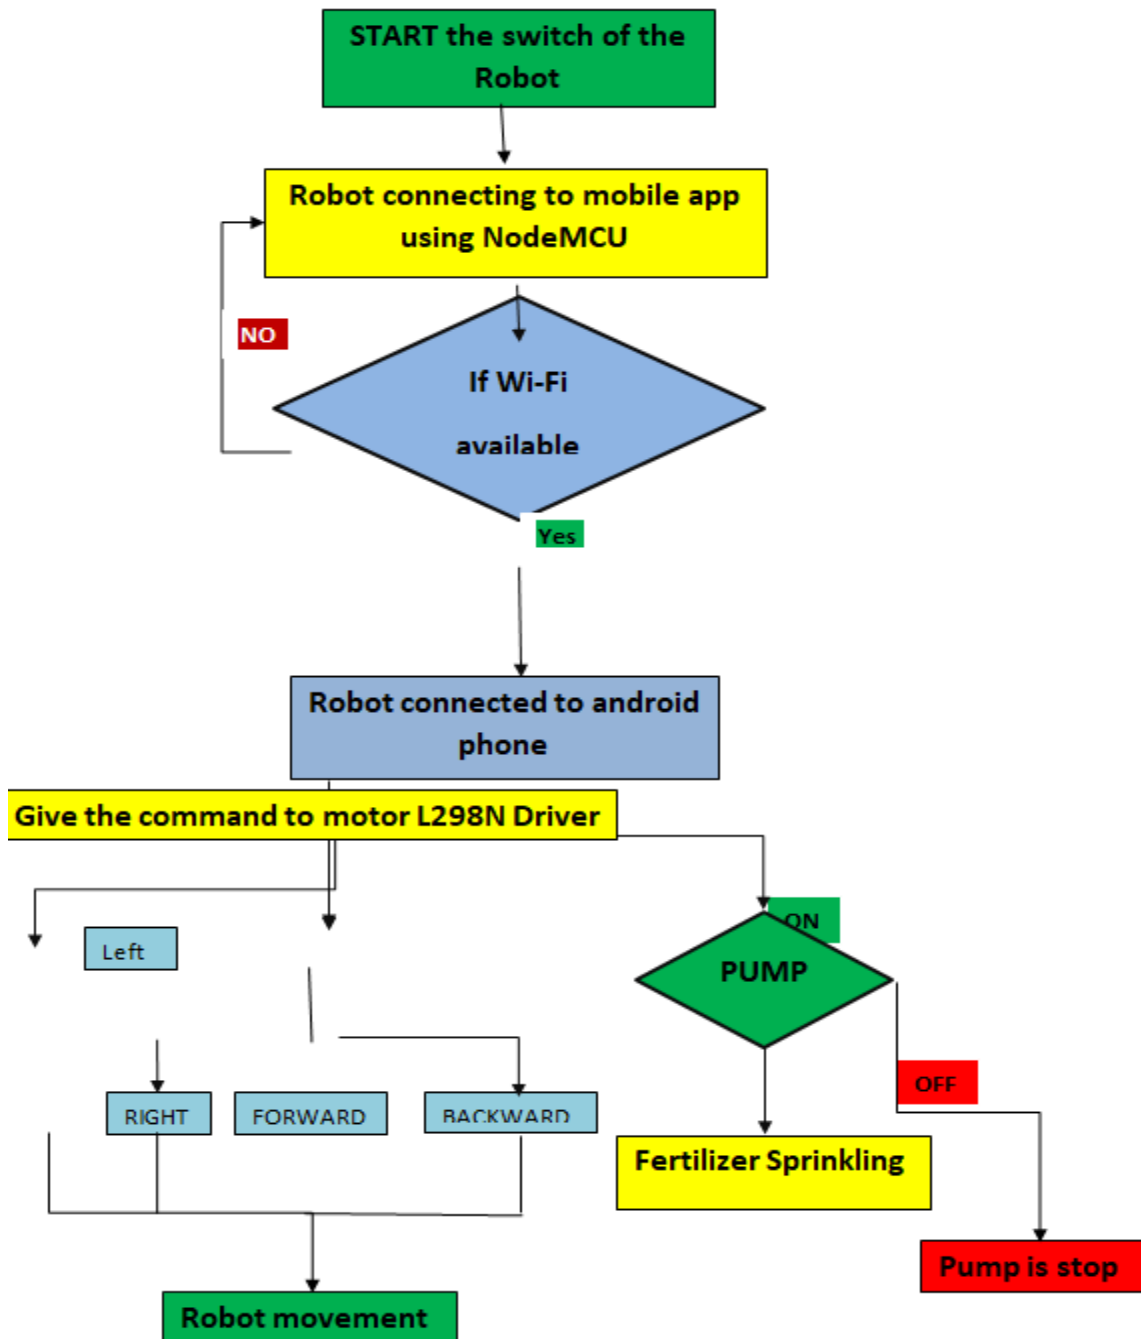 START the switch of the
Robot
Robot connecting to mobile app
using NodeMCU
NO
If Wi-Fi
available
Yes
Robot connected to android
phone
Give the command to motor L298N Driver
ON
Left
PUMP
OFF
RIGHT
FORWARD
BACKWARD
Fertilizer Sprinkling
Pump is stop
Robot movement